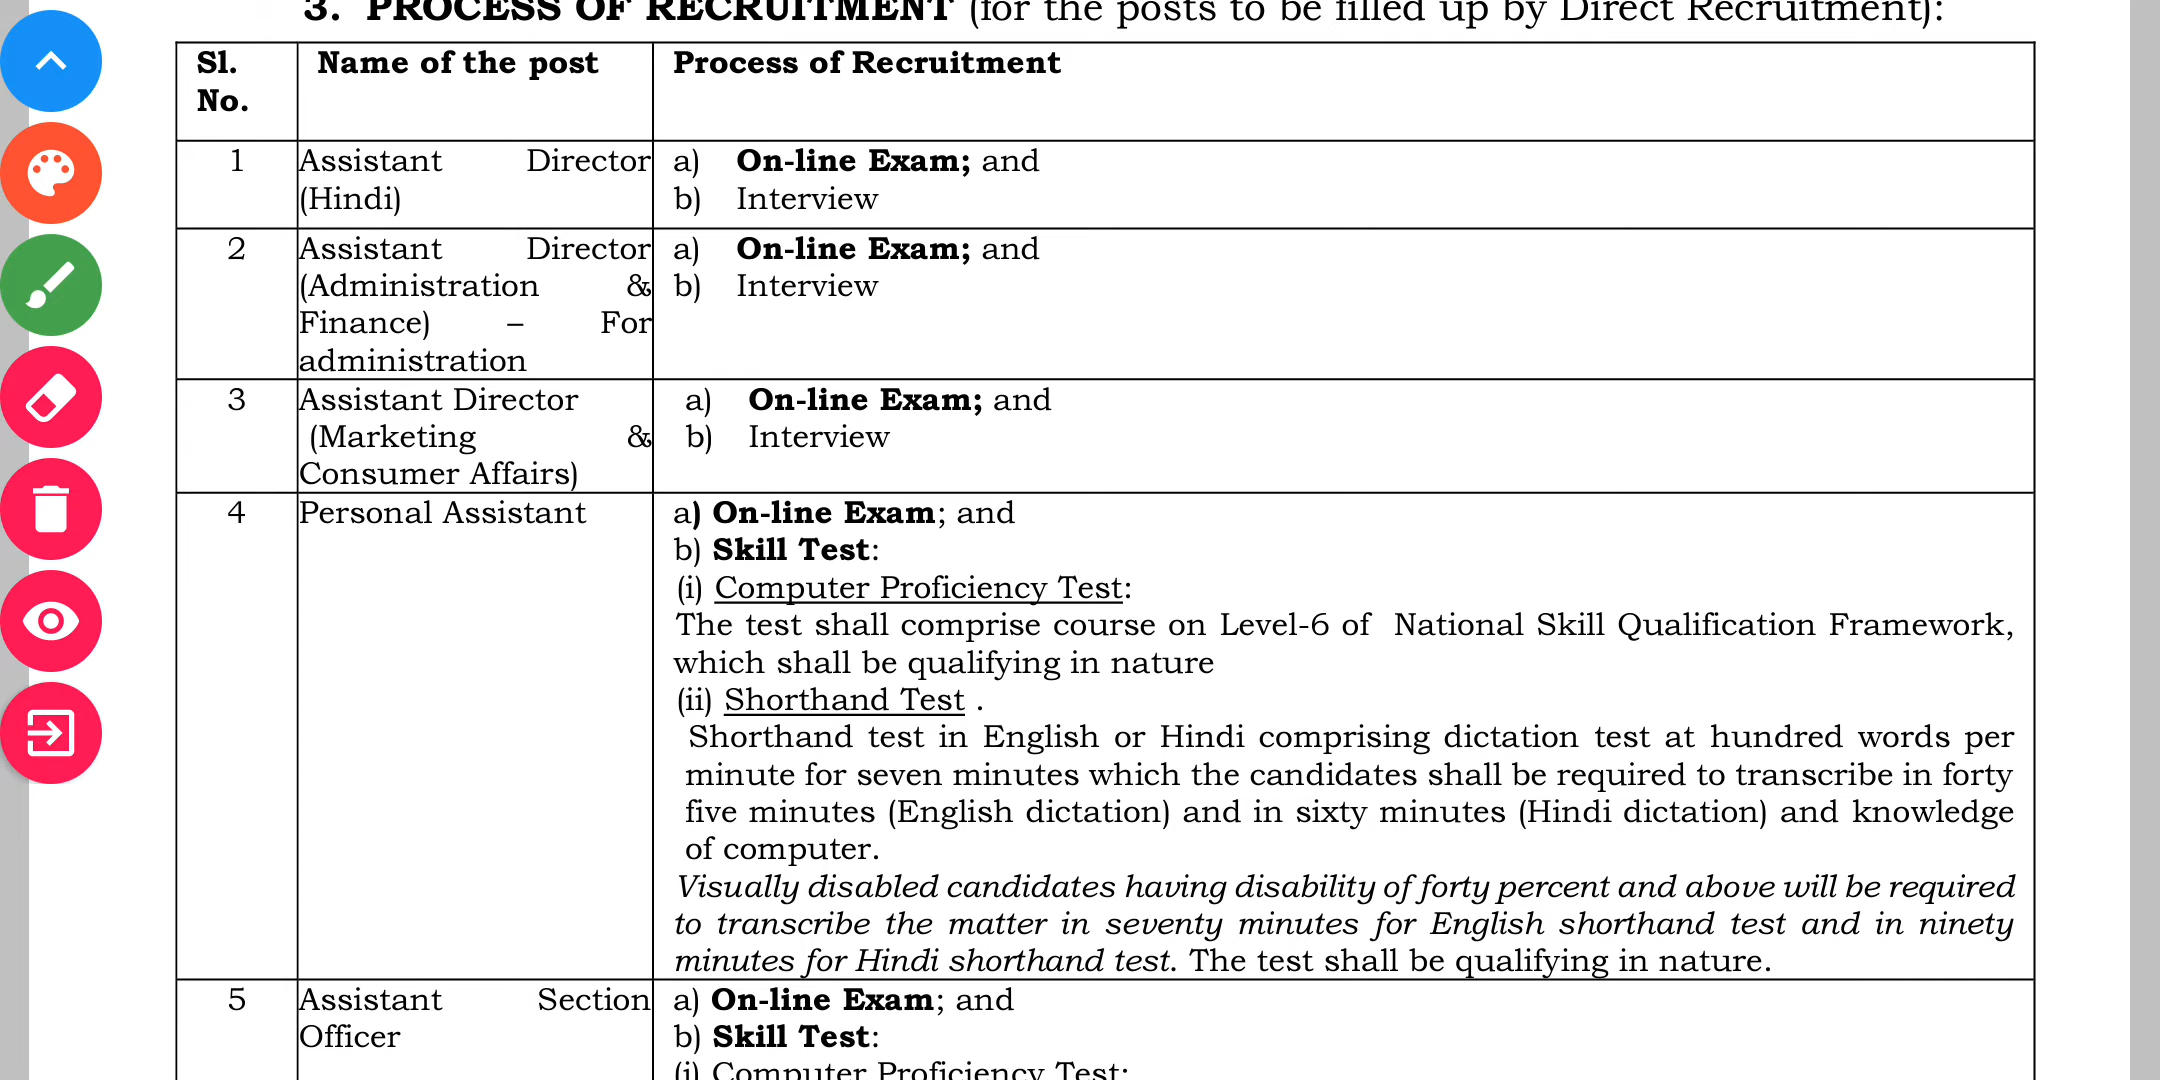 3. PROCESS OF RECRUITMENT (for the posts to be filled up by Direct Recruitment):
Sl. No.
Name of the post
Process of Recruitment
1
Assistant Director
(Hindi)
a) On-line Exam; and
b) Interview
2
Assistant Director
(Administration &
Finance) – For
administration
a) On-line Exam; and
b) Interview
3
Assistant Director
(Marketing &
Consumer Affairs)
a) On-line Exam; and
b) Interview
4
Personal Assistant
a) On-line Exam; and
b) Skill Test:
(i) Computer Proficiency Test:
The test shall comprise course on Level-6 of National Skill Qualification Framework,
which shall be qualifying in nature
(ii) Shorthand Test .
Shorthand test in English or Hindi comprising dictation test at hundred words per
minute for seven minutes which the candidates shall be required to transcribe in forty
five minutes (English dictation) and in sixty minutes (Hindi dictation) and knowledge
of computer.
Visually disabled candidates having disability of forty percent and above will be required
to transcribe the matter in seventy minutes for English shorthand test and in ninety
minutes for Hindi shorthand test. The test shall be qualifying in nature.
5
Assistant Section
Officer
a) On-line Exam; and
b) Skill Test:
(i) Computer Proficiency Test: